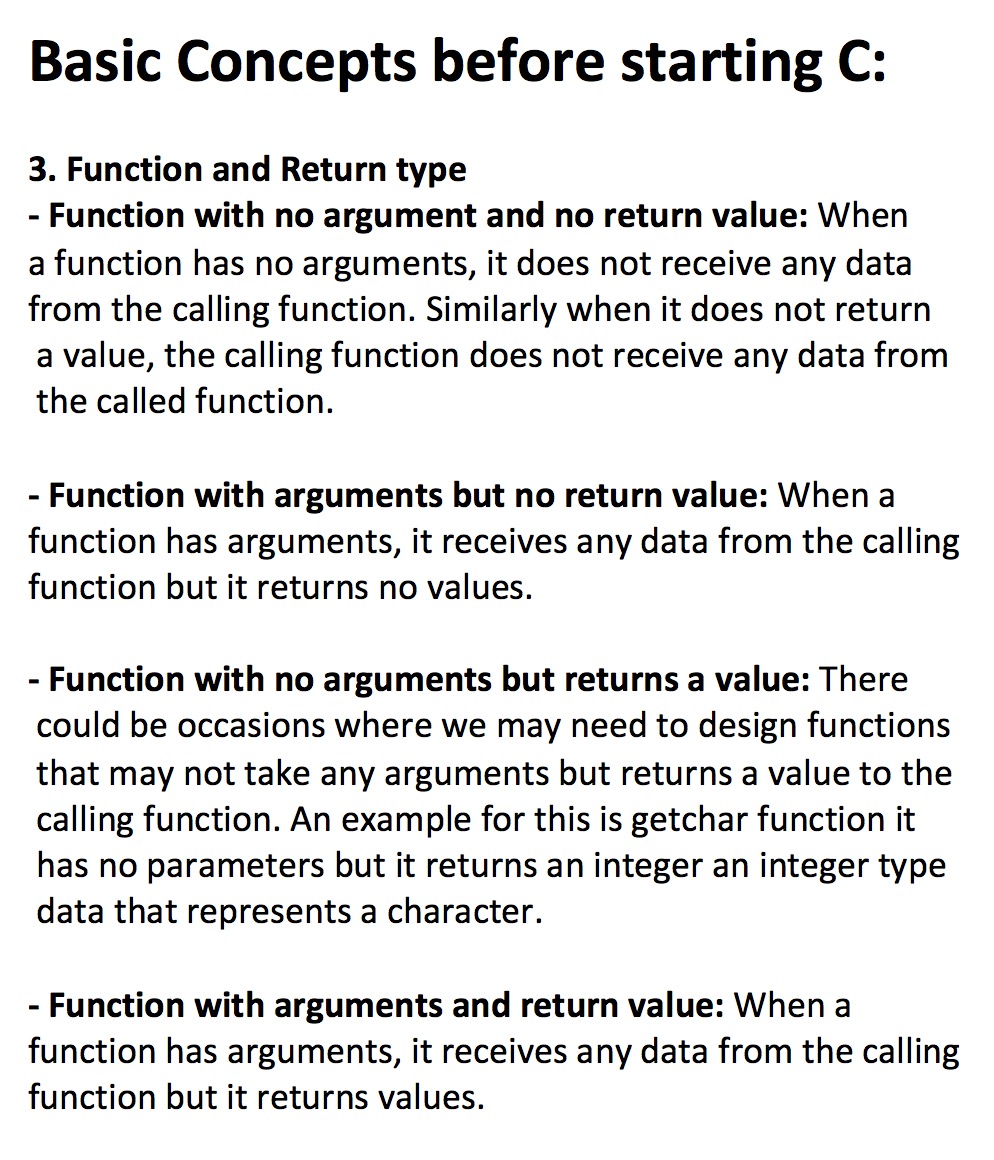 Basic Concepts before starting C:
3. Function and Return type
- Function with no argument and no return value: When
a function has no arguments, it does not receive any data
from the calling function. Similarly when it does not return
a value, the calling function does not receive any data from
the called function.
- Function with arguments but no return value: When a
function has arguments, it receives any data from the calling
function but it returns no values.
- Function with no arguments but returns a value: There
could be occasions where we may need to design functions
that may not take any arguments but returns a value to the
calling function. An example for this is getchar function it
has no parameters but it returns an integer an integer type
data that represents a character.
- Function with arguments and return value: When a
function has arguments, it receives any data from the calling
function but it returns values.